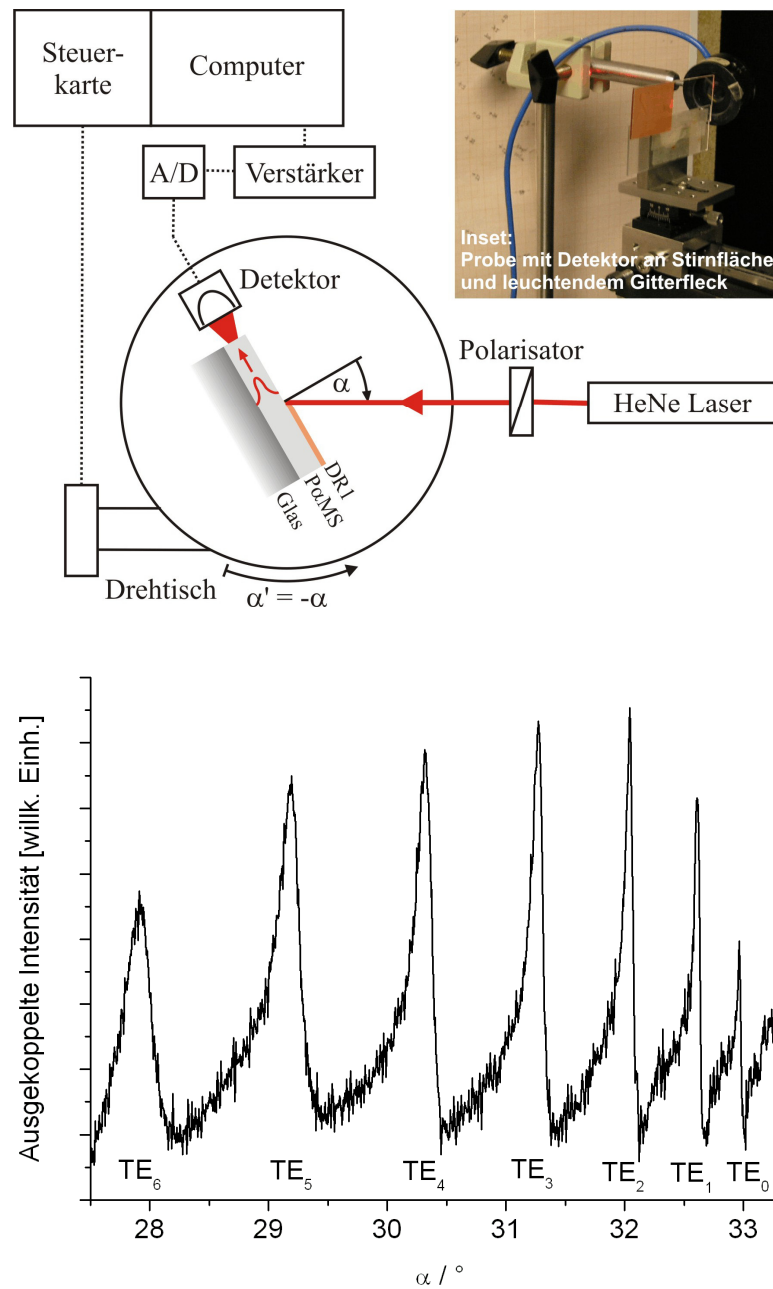 Steuer-
karte
Computer
A/D
Verstärker
Inset:
Probe mit Detektor an Stirnfläche
und leuchtendem Gitterfleck
Detektor
Polarisator
α
HeNe Laser
DR1
PαMS
Glas
Drehtisch
α' = -α
Ausgekoppelte Intensität [willk. Einh.]
TE₆ TE₅ TE₄ TE₃ TE₂ TE₁ TE₀
28 29 30 31 32 33
α / °